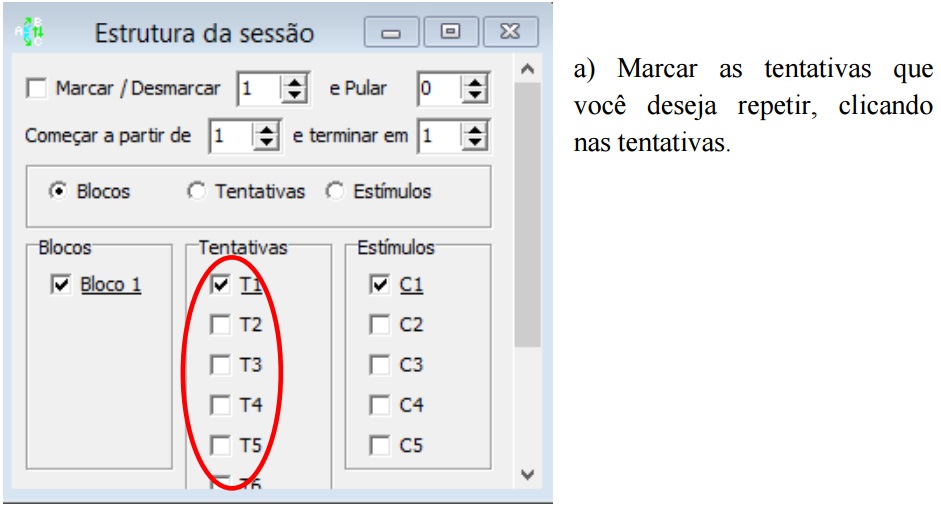 Estrutura da sessão
Marcar / Desmarcar 1 e Pular 0
Começar a partir de 1 e terminar em 1
Blocos Tentativas Estímulos
Blocos
Bloco 1
Tentativas
T1
T2
T3
T4
T5
T6
Estímulos
C1
C2
C3
C4
C5
a) Marcar as tentativas que
você deseja repetir, clicando
nas tentativas.